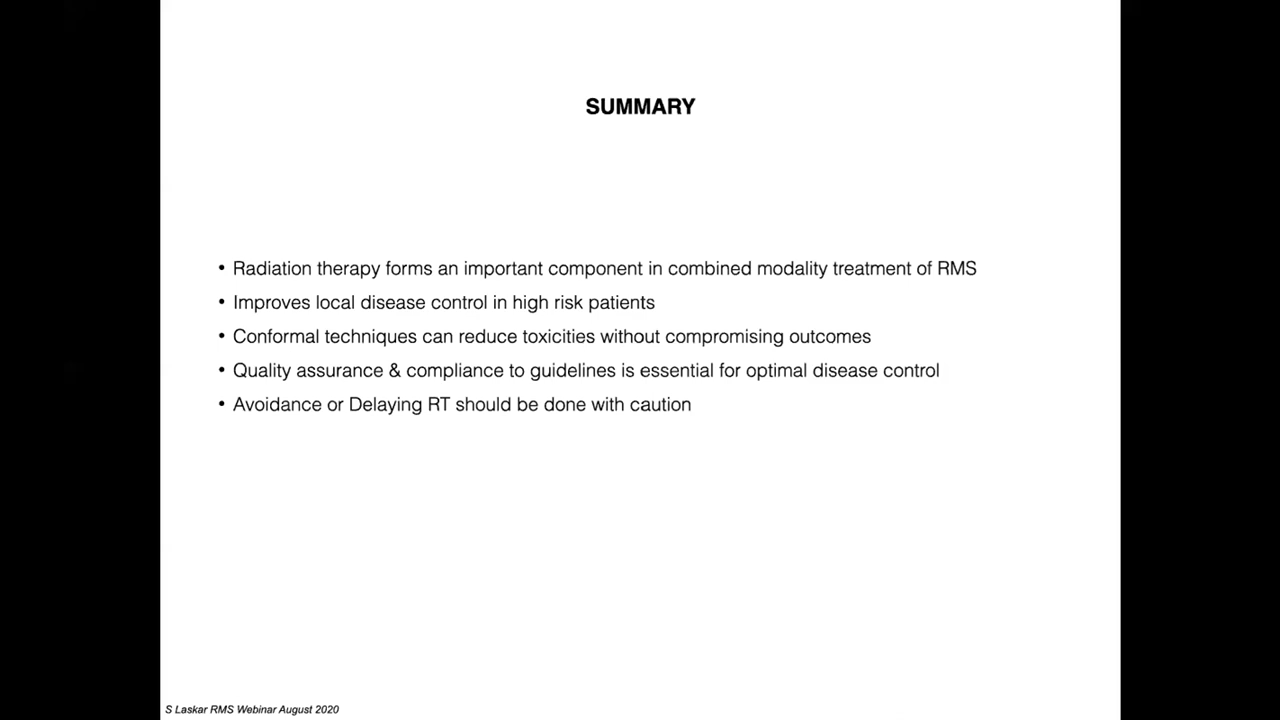 SUMMARY
• Radiation therapy forms an important component in combined modality treatment of RMS
• Improves local disease control in high risk patients
• Conformal techniques can reduce toxicities without compromising outcomes
• Quality assurance & compliance to guidelines is essential for optimal disease control
• Avoidance or Delaying RT should be done with caution
S Laskar RMS Webinar August 2020